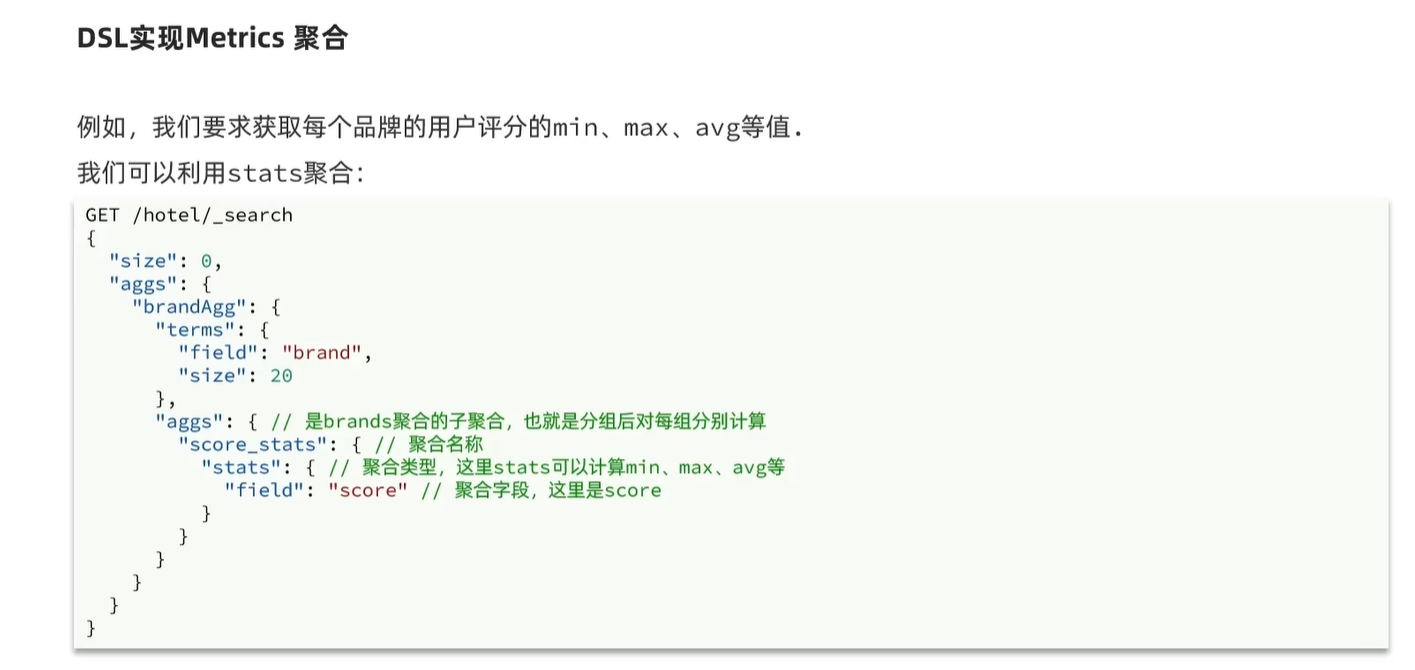 DSL实现Metrics 聚合
例如，我们要求获取每个品牌的用户评分的min、max、avg等值.
我们可以利用stats聚合：
GET /hotel/_search
{
  "size": 0,
  "aggs": {
    "brandAgg": {
      "terms": {
        "field": "brand",
        "size": 20
      },
      "aggs": { // 是brands聚合的子聚合，也就是分组后对每组分别计算
        "score_stats": { // 聚合名称
          "stats": { // 聚合类型，这里stats可以计算min、max、avg等
            "field": "score" // 聚合字段，这里是score
          }
        }
      }
    }
  }
}